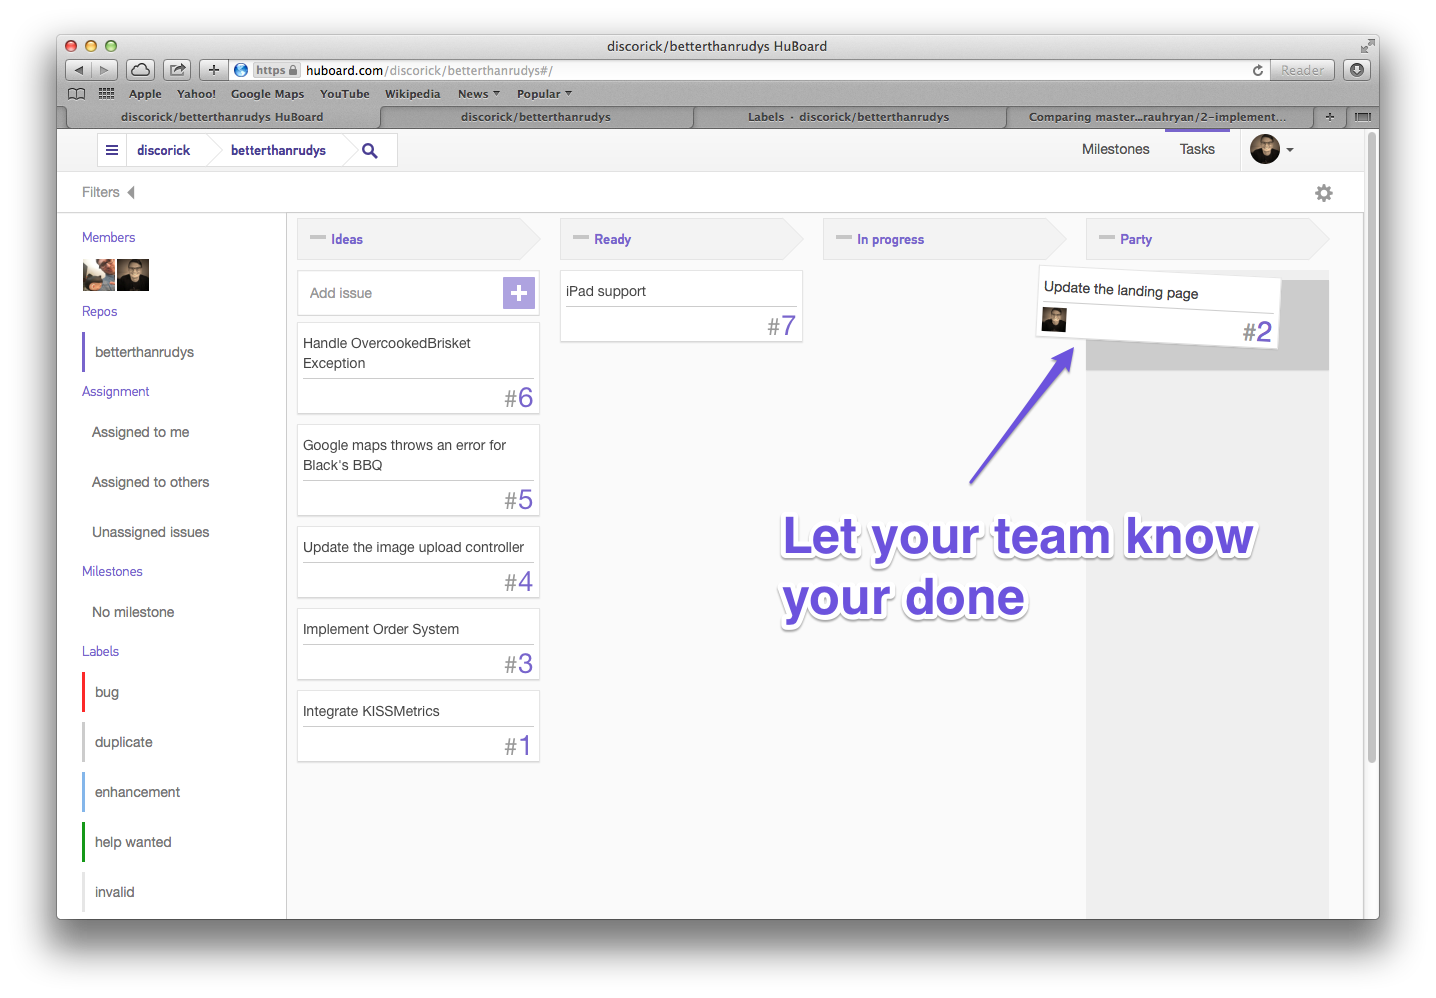 discorick/betterthanrudys HuBoard
https huboard.com/discorick/betterthanrudys#/
Reader
Apple Yahoo! Google Maps YouTube Wikipedia News Popular
discorick/betterthanrudys HuBoard
discorick/betterthanrudys
Labels · discorick/betterthanrudys
Comparing master...rauhryan/2-implement...
discorick
betterthanrudys
Milestones
Tasks
Filters
Members
Repos
betterthanrudys
Assignment
Assigned to me
Assigned to others
Unassigned issues
Milestones
No milestone
Labels
bug
duplicate
enhancement
help wanted
invalid
Ideas
Add issue
Handle OvercookedBrisket
Exception
#6
Google maps throws an error for
Black's BBQ
#5
Update the image upload controller
#4
Implement Order System
#3
Integrate KISSMetrics
#1
Ready
iPad support
#7
In progress
Party
Update the landing page
#2
Let your team know
your done